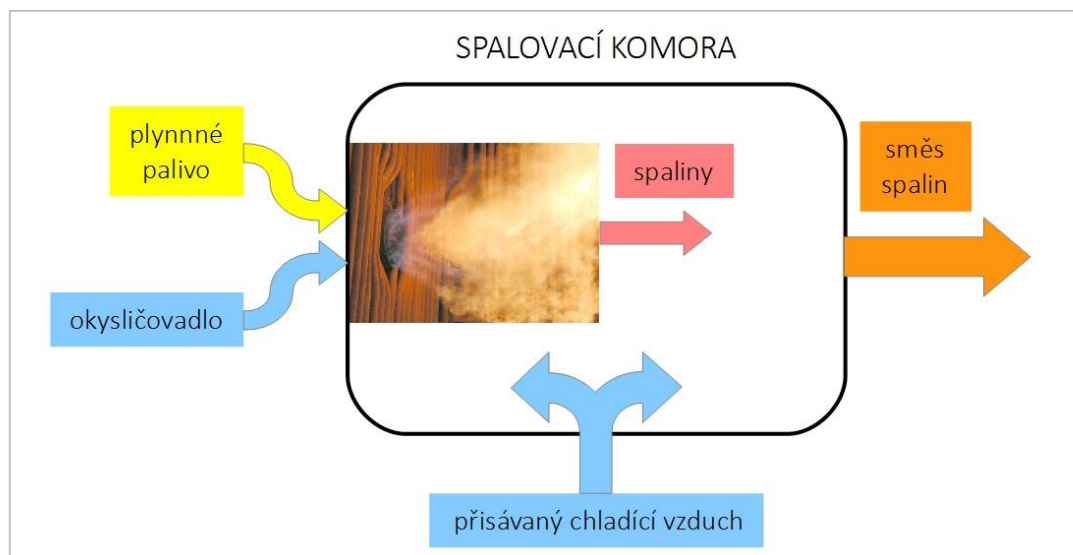 SPALOVACÍ KOMORA
plynnné
palivo
okysličovadlo
spaliny
směs
spalin
přisávaný chladící vzduch